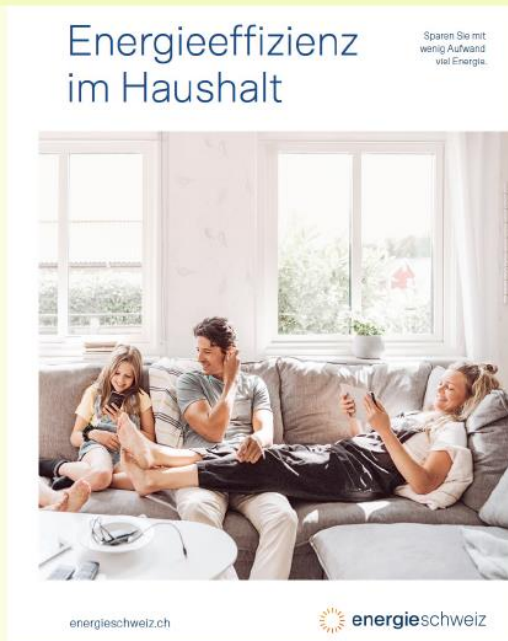 Energieeffizienz
im Haushalt
Sparen Sie mit
wenig Aufwand
viel Energie.
energieschweiz.ch
energieschweiz